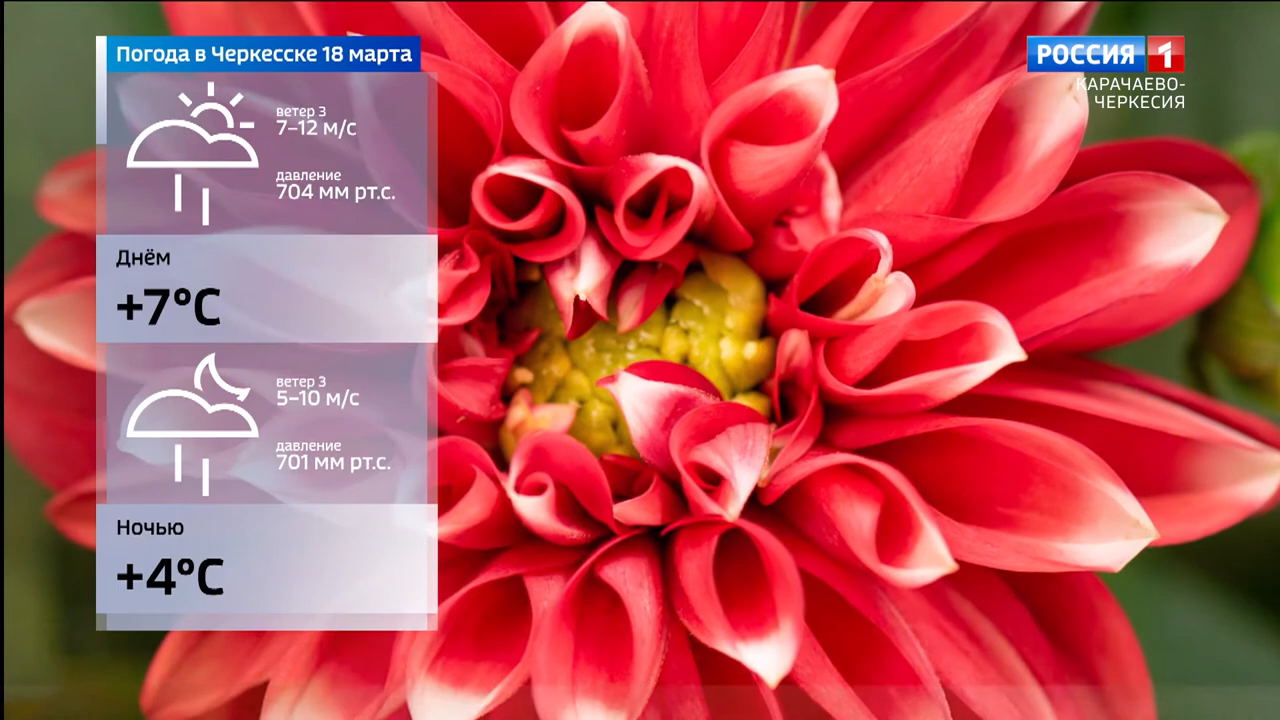 Погода в Черкесске 18 марта
РОССИЯ 1
КАРАЧАЕВО-
ЧЕРКЕСИЯ
ветер З
7–12 м/с
давление
704 мм рт.с.
Днём
+7°C
ветер З
5–10 м/с
давление
701 мм рт.с.
Ночью
+4°C